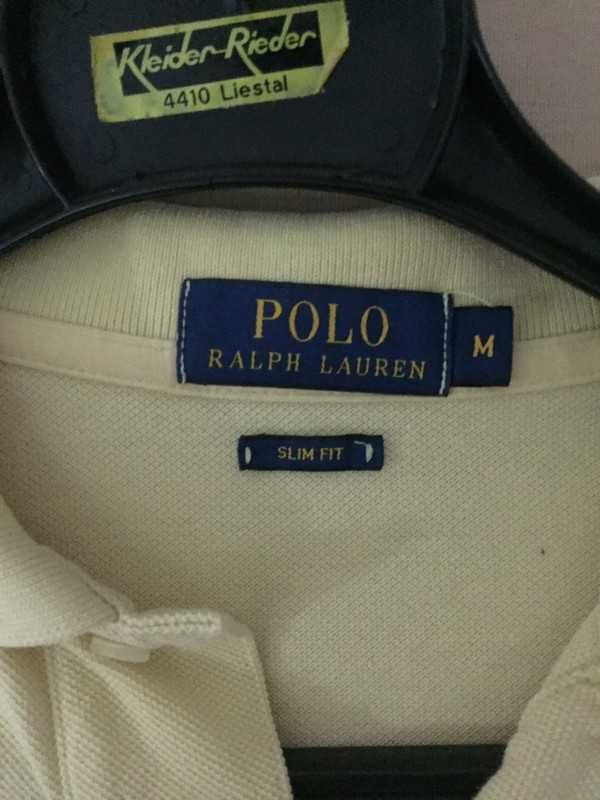 Kleider-Rieder
4410 Liestal
POLO
RALPH LAUREN
M
SLIM FIT